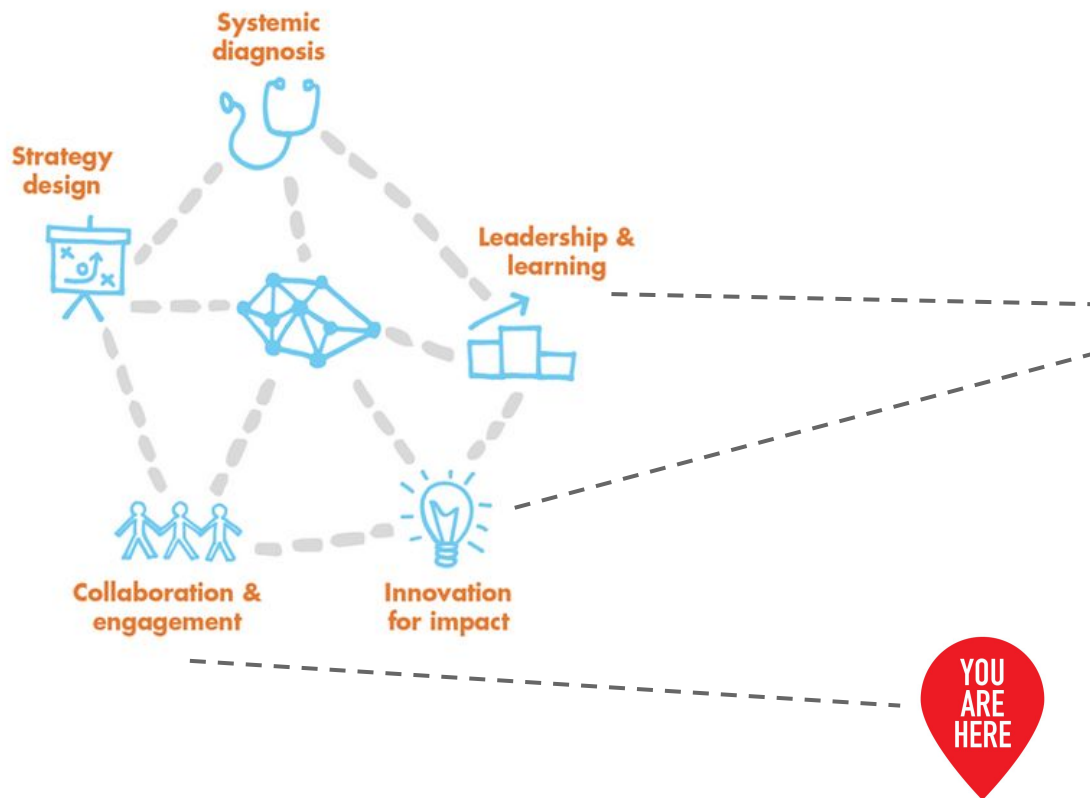 Systemic
diagnosis
Strategy
design
Leadership &
learning
Collaboration &
engagement
Innovation
for impact
YOU
ARE
HERE